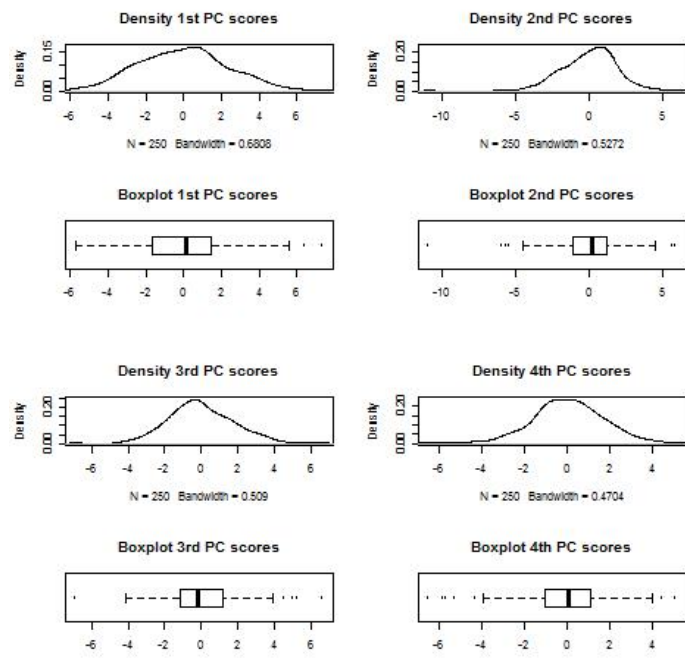 Density 1st PC scores
Density
0.00 0.15
-6 -4 -2 0 2 4 6
N = 250 Bandwidth = 0.6808
Density 2nd PC scores
Density
0.00 0.20
-10 -5 0 5
N = 250 Bandwidth = 0.5272
Boxplot 1st PC scores
-6 -4 -2 0 2 4 6
Boxplot 2nd PC scores
-10 -5 0 5
Density 3rd PC scores
Density
0.00 0.20
-6 -4 -2 0 2 4 6
N = 250 Bandwidth = 0.509
Density 4th PC scores
Density
0.00 0.20
-6 -4 -2 0 2 4
N = 250 Bandwidth = 0.4704
Boxplot 3rd PC scores
-6 -4 -2 0 2 4 6
Boxplot 4th PC scores
-6 -4 -2 0 2 4